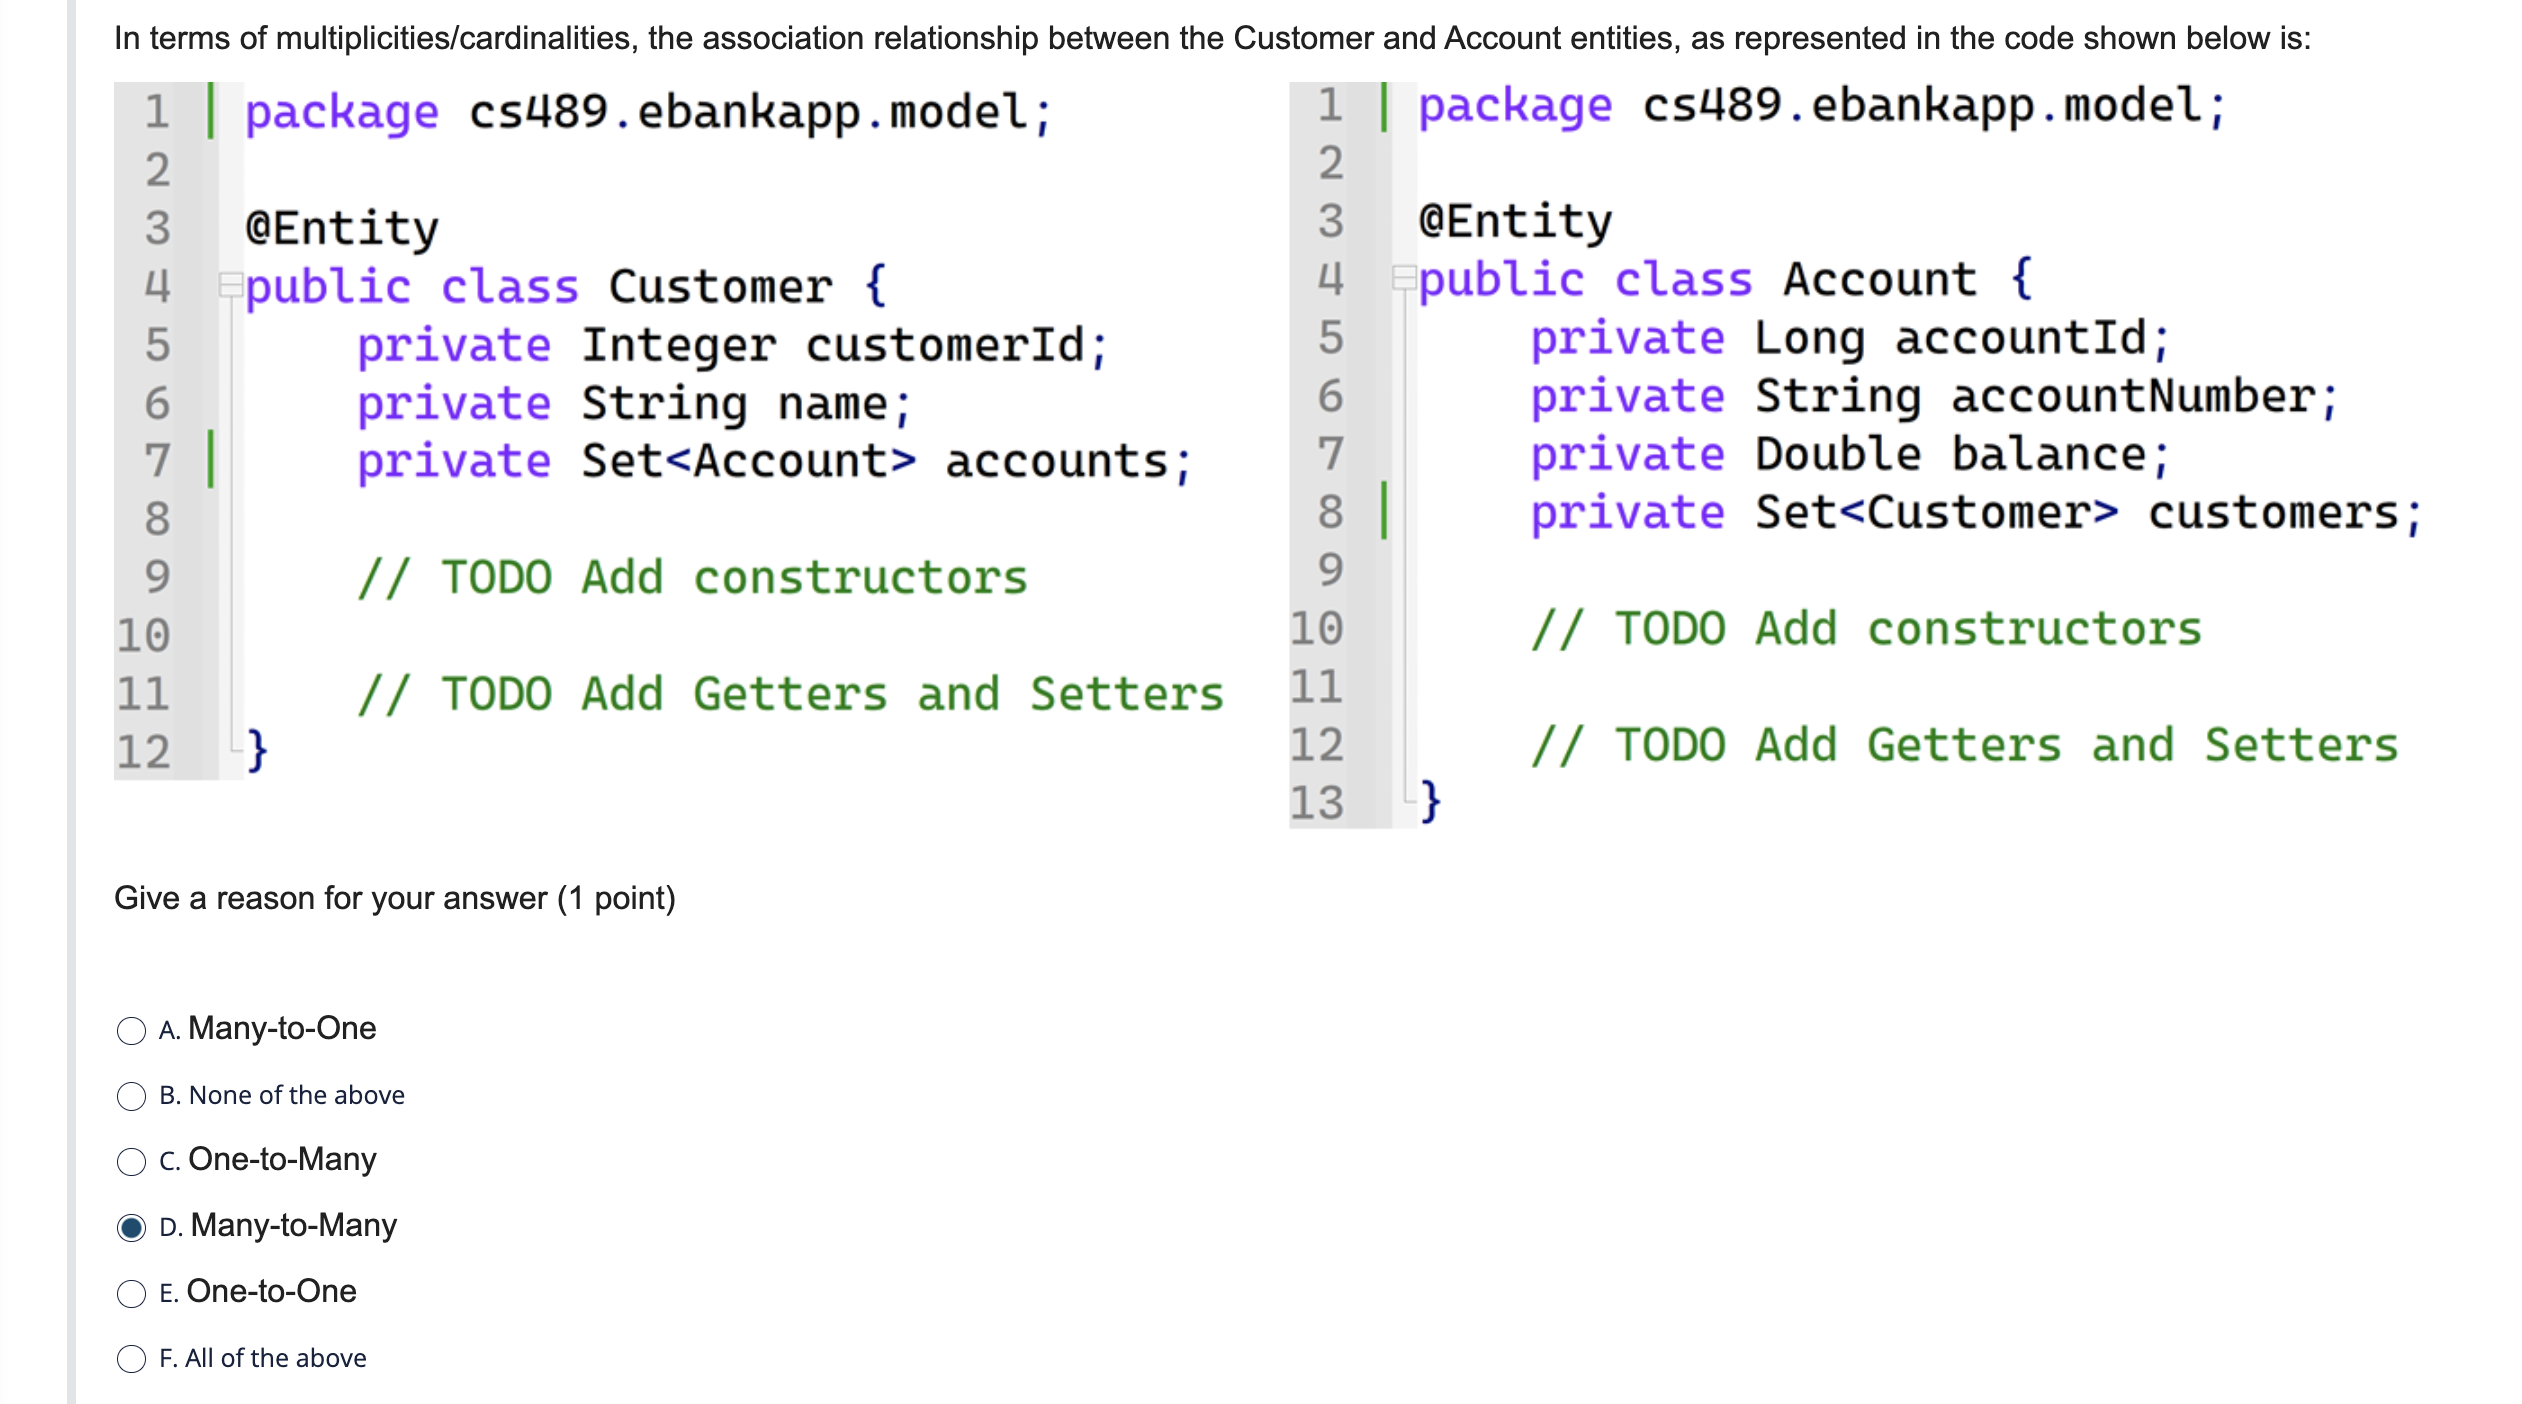 In terms of multiplicities/cardinalities, the association relationship between the Customer and Account entities, as represented in the code shown below is:
1 package cs489.ebankapp.model;
2
3 @Entity
4 public class Customer {
5 private Integer customerId;
6 private String name;
7 private Set<Account> accounts;
8
9 // TODO Add constructors
10
11 // TODO Add Getters and Setters
12 }
1 package cs489.ebankapp.model;
2
3 @Entity
4 public class Account {
5 private Long accountId;
6 private String accountNumber;
7 private Double balance;
8 private Set<Customer> customers;
9
10 // TODO Add constructors
11
12 // TODO Add Getters and Setters
13 }
Give a reason for your answer (1 point)
A. Many-to-One
B. None of the above
C. One-to-Many
D. Many-to-Many
E. One-to-One
F. All of the above